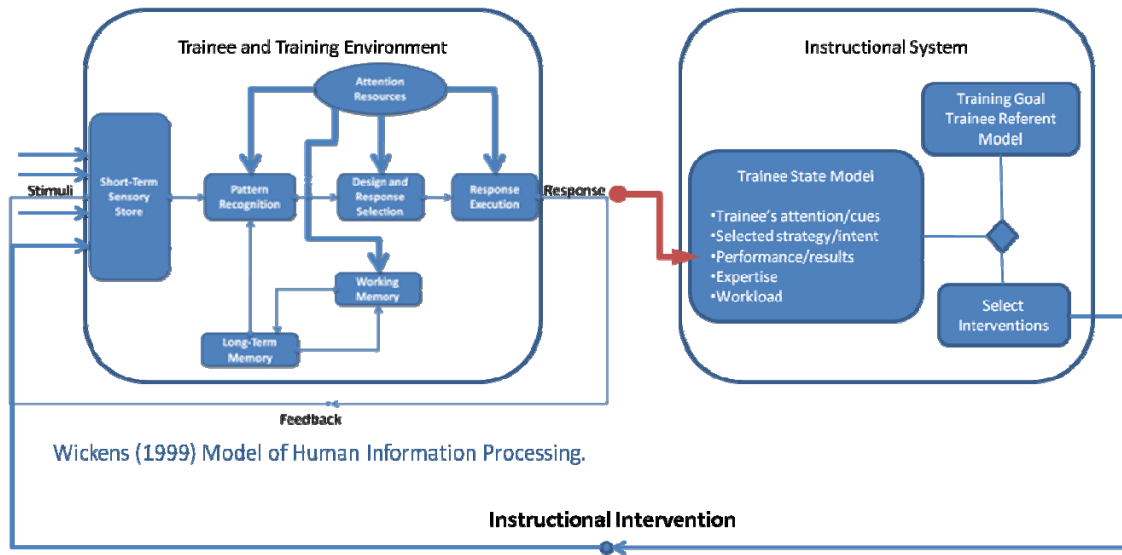 Trainee and Training Environment
Attention
Resources
Stimuli
Short-Term
Sensory
Store
Pattern
Recognition
Design and
Response
Selection
Response
Execution
Response
Working
Memory
Long-Term
Memory
Feedback
Wickens (1999) Model of Human Information Processing.
Instructional System
Training Goal
Trainee Referent
Model
Trainee State Model
•Trainee's attention/cues
•Selected strategy/intent
•Performance/results
•Expertise
•Workload
Select
Interventions
Instructional Intervention